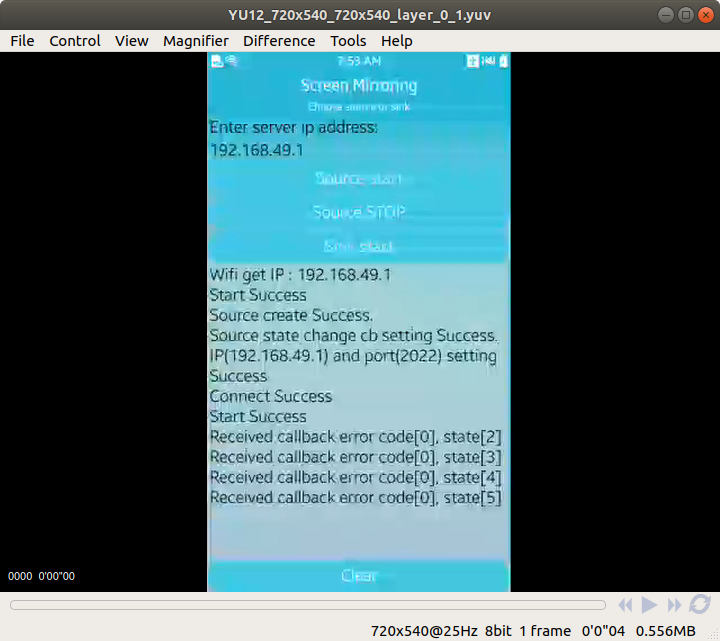 YU12_720x540_720x540_layer_0_1.yuv
File Control View Magnifier Difference Tools Help
7:53 AM
Screen Mirroring
Choose source or sink
Enter server ip address:
192.168.49.1
Source start
Source STOP
Sink start
Wifi get IP : 192.168.49.1
Start Success
Source create Success.
Source state change cb setting Success.
IP(192.168.49.1) and port(2022) setting
Success
Connect Success
Start Success
Received callback error code[0], state[2]
Received callback error code[0], state[3]
Received callback error code[0], state[4]
Received callback error code[0], state[5]
Clear
0000 0'00"00
720x540@25Hz 8bit 1 frame 0'0"04 0.556MB